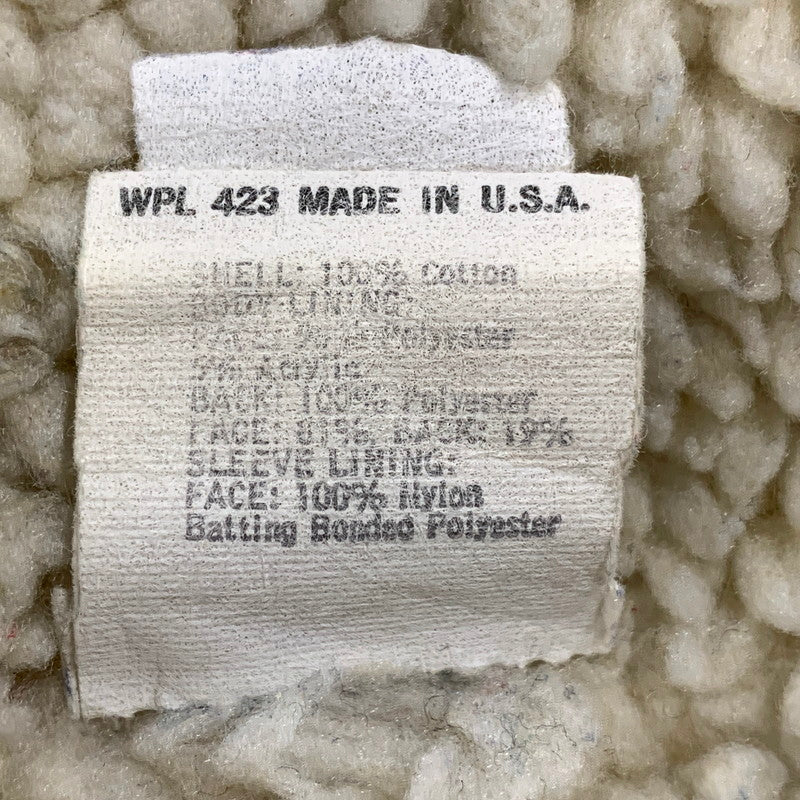 WPL 423 MADE IN U.S.A.
SHELL: 100% Cotton
BODY LINING:
Polyester
9% Acrylic
BACK: 100% Polyester
FACE: 81%, BACK: 19%
SLEEVE LINING:
FACE: 100% Nylon
Batting Bonded Polyester